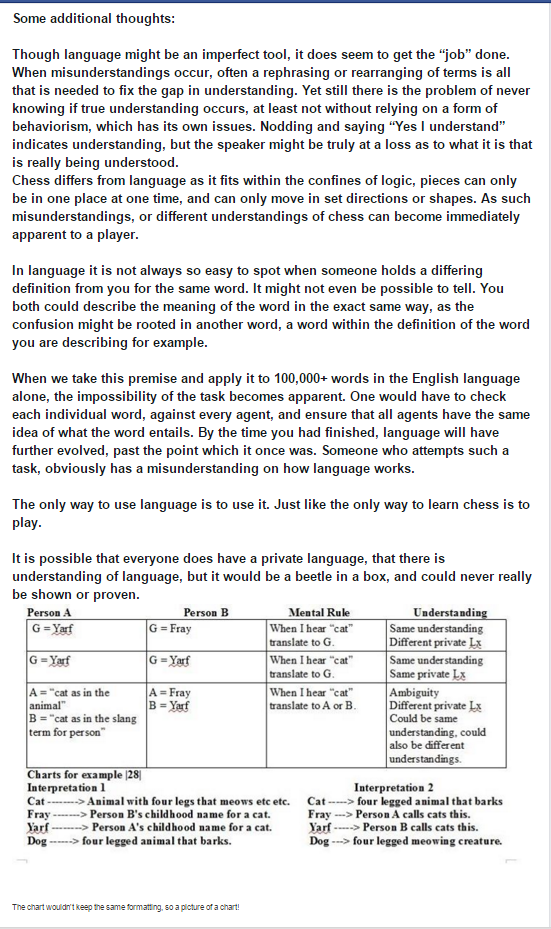 Some additional thoughts:
Though language might be an imperfect tool, it does seem to get the “job” done.
When misunderstandings occur, often a rephrasing or rearranging of terms is all
that is needed to fix the gap in understanding. Yet still there is the problem of never
knowing if true understanding occurs, at least not without relying on a form of
behaviorism, which has its own issues. Nodding and saying “Yes I understand”
indicates understanding, but the speaker might be truly at a loss as to what it is that
is really being understood.
Chess differs from language as it fits within the confines of logic, pieces can only
be in one place at one time, and can only move in set directions or shapes. As such
misunderstandings, or different understandings of chess can become immediately
apparent to a player.
In language it is not always so easy to spot when someone holds a differing
definition from you for the same word. It might not even be possible to tell. You
both could describe the meaning of the word in the exact same way, as the
confusion might be rooted in another word, a word within the definition of the word
you are describing for example.
When we take this premise and apply it to 100,000+ words in the English language
alone, the impossibility of the task becomes apparent. One would have to check
each individual word, against every agent, and ensure that all agents have the same
idea of what the word entails. By the time you had finished, language will have
further evolved, past the point which it once was. Someone who attempts such a
task, obviously has a misunderstanding on how language works.
The only way to use language is to use it. Just like the only way to learn chess is to
play.
It is possible that everyone does have a private language, that there is
understanding of language, but it would be a beetle in a box, and could never really
be shown or proven.
Person A Person B Mental Rule Understanding
G = Yarf G = Fray When I hear “cat” Same understanding
translate to G. Different private Lx
G = Yarf G = Yarf When I hear “cat” Same understanding
translate to G. Same private Lx
A = “cat as in the A = Fray When I hear “cat” Ambiguity
animal” B = Yarf translate to A or B. Different private Lx
B = “cat as in the slang Could be same
term for person” understanding, could
also be different
understandings.
Charts for example |28|
Interpretation 1 Interpretation 2
Cat --------> Animal with four legs that meows etc etc. Cat -----> four legged animal that barks
Fray -------> Person B's childhood name for a cat. Fray ---> Person A calls cats this.
Yarf --------> Person A's childhood name for a cat. Yarf -----> Person B calls cats this.
Dog ------> four legged animal that barks. Dog ---> four legged meowing creature.
The chart wouldn't keep the same formatting, so a picture of a chart!